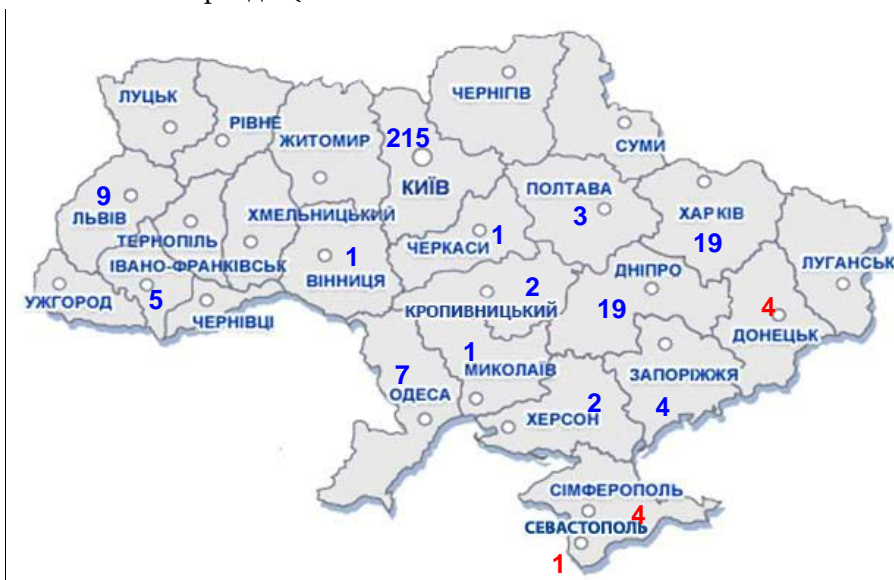 ЧЕРНІГІВ
ЛУЦЬК
РІВНЕ
ЖИТОМИР
215
СУМИ
КИЇВ
ПОЛТАВА
9
ЛЬВІВ
ХМЕЛЬНИЦЬКИЙ
3
ХАРКІВ
19
ТЕРНОПІЛЬ
ЧЕРКАСИ
1
1
ІВАНО-ФРАНКІВСЬК
ВІННИЦЯ
ЛУГАНСЬК
ДНІПРО
УЖГОРОД
5
2
19
4
КРОПИВНИЦЬКИЙ
ЧЕРНІВЦІ
ДОНЕЦЬК
1
МИКОЛАЇВ
7
ОДЕСА
ЗАПОРІЖЖЯ
2
4
ХЕРСОН
СІМФЕРОПОЛЬ
4
СЕВАСТОПОЛЬ
1